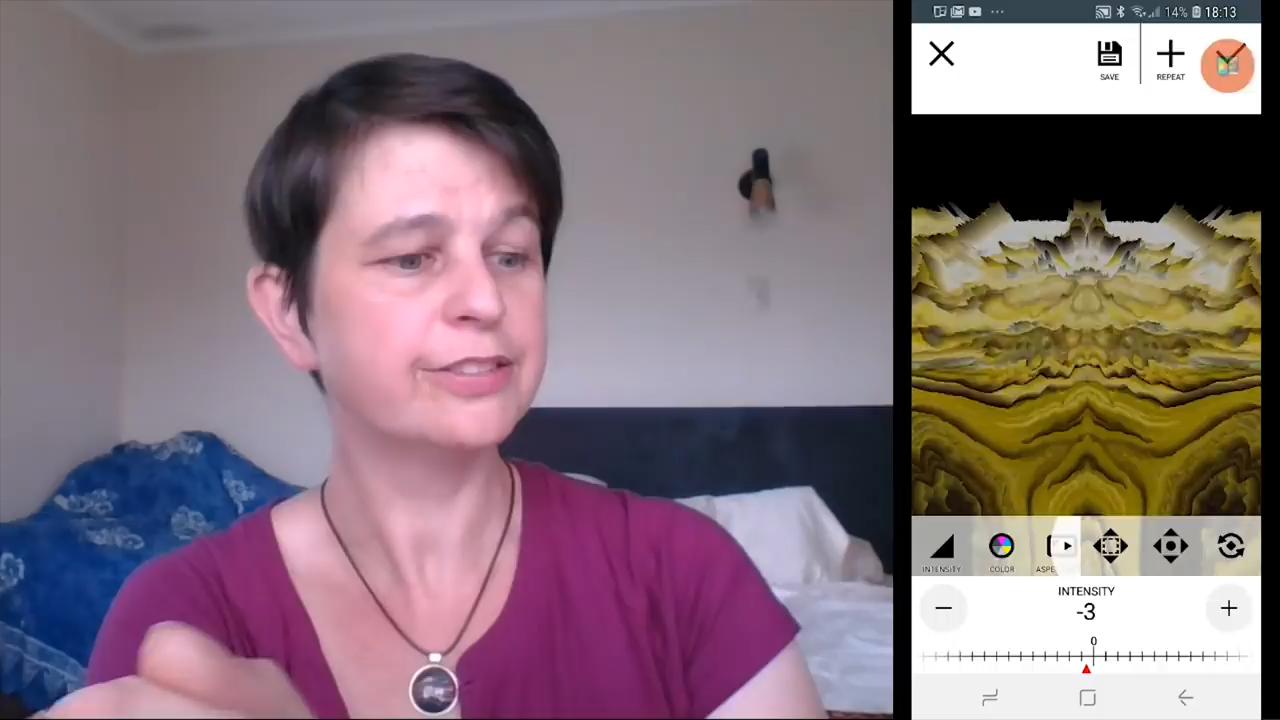 14% 18:13
SAVE
REPEAT
INTENSITY
COLOR
ASPE
INTENSITY
-3
0